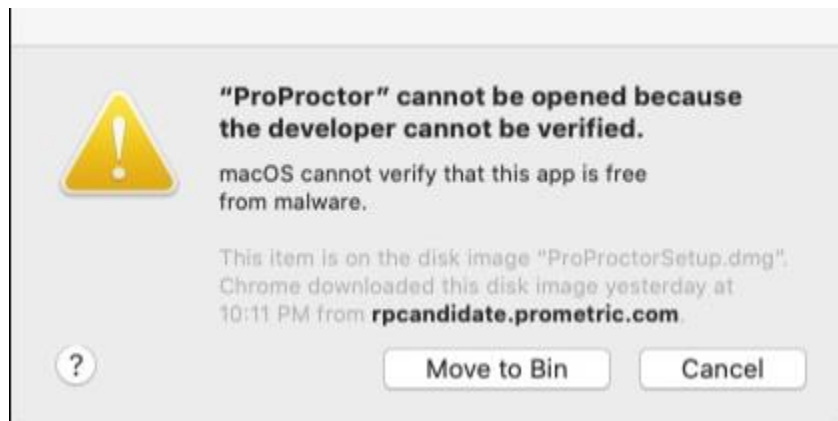 “ProProctor” cannot be opened because
the developer cannot be verified.
macOS cannot verify that this app is free
from malware.
This item is on the disk image “ProProctorSetup.dmg”.
Chrome downloaded this disk image yesterday at
10:11 PM from rpcandidate.prometric.com.
?
Move to Bin
Cancel